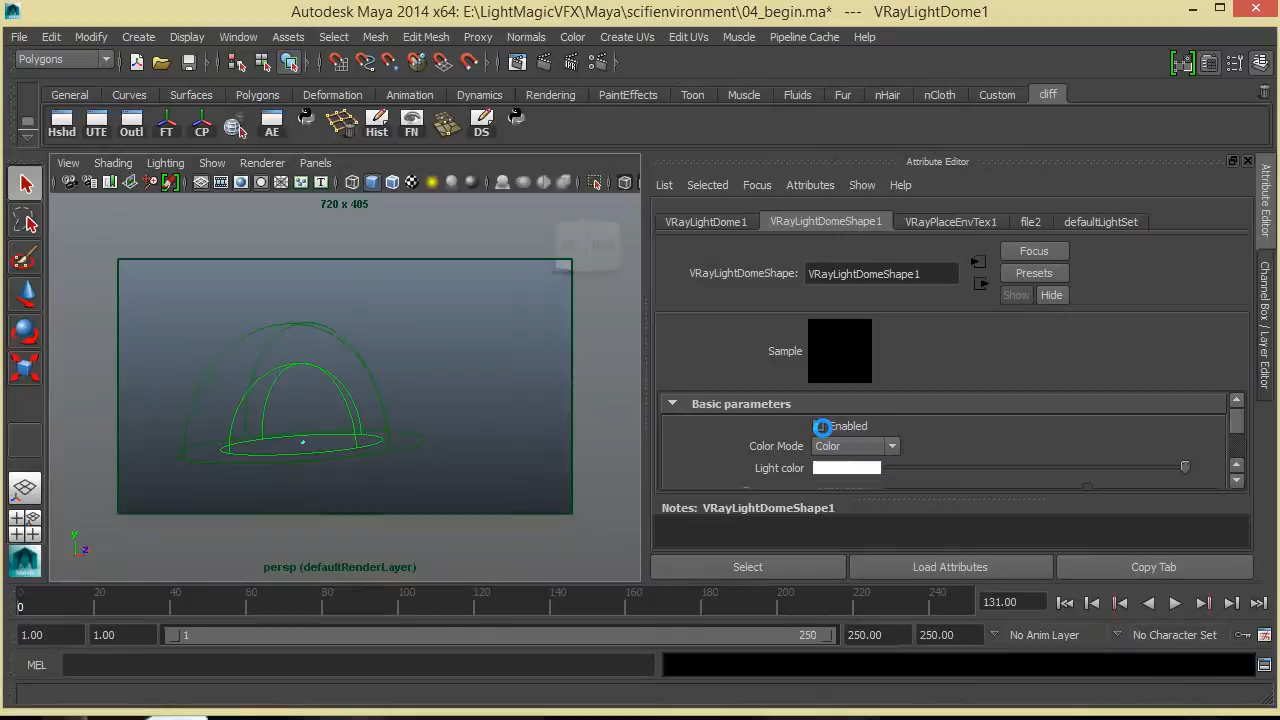 Autodesk Maya 2014 x64: E:\LightMagicVFX\Maya\scifienvironment\04_begin.ma* --- VRayLightDome1
File Edit Modify Create Display Window Assets Select Mesh Edit Mesh Proxy Normals Color Create UVs Edit UVs Muscle Pipeline Cache Help
Polygons
General Curves Surfaces Polygons Deformation Animation Dynamics Rendering PaintEffects Toon Muscle Fluids Fur nHair nCloth Custom diff
Hshd UTE Outl FT CP AE Hist FN DS
View Shading Lighting Show Renderer Panels
720 x 405
persp (defaultRenderLayer)
y
z
Attribute Editor
List Selected Focus Attributes Show Help
VRayLightDome1 VRayLightDomeShape1 VRayPlaceEnvTex1 file2 defaultLightSet
Focus
VRayLightDomeShape: VRayLightDomeShape1
Presets
Show Hide
Sample
Basic parameters
Enabled
Color Mode Color
Light color
Notes: VRayLightDomeShape1
Select Load Attributes Copy Tab
Attribute Editor
Channel Box / Layer Editor
0 20 40 60 80 100 120 140 160 180 200 220 240
0
131.00
1.00 1.00 1 250 250.00 250.00 No Anim Layer No Character Set
MEL
MAYA